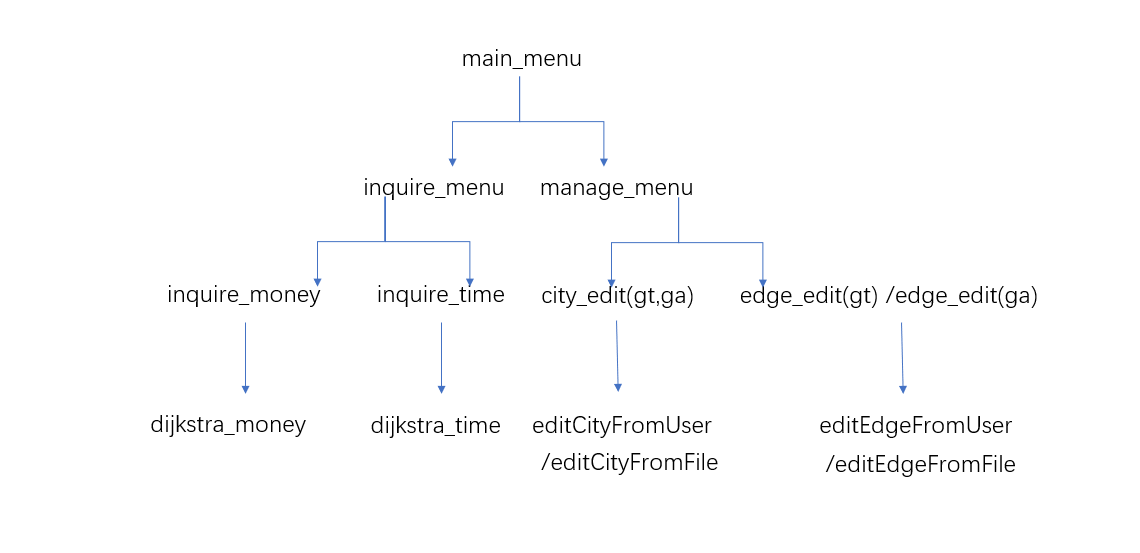 main_menu
inquire_menu manage_menu
inquire_money inquire_time city_edit(gt,ga) edge_edit(gt) /edge_edit(ga)
dijkstra_money dijkstra_time editCityFromUser editEdgeFromUser
/editCityFromFile /editEdgeFromFile